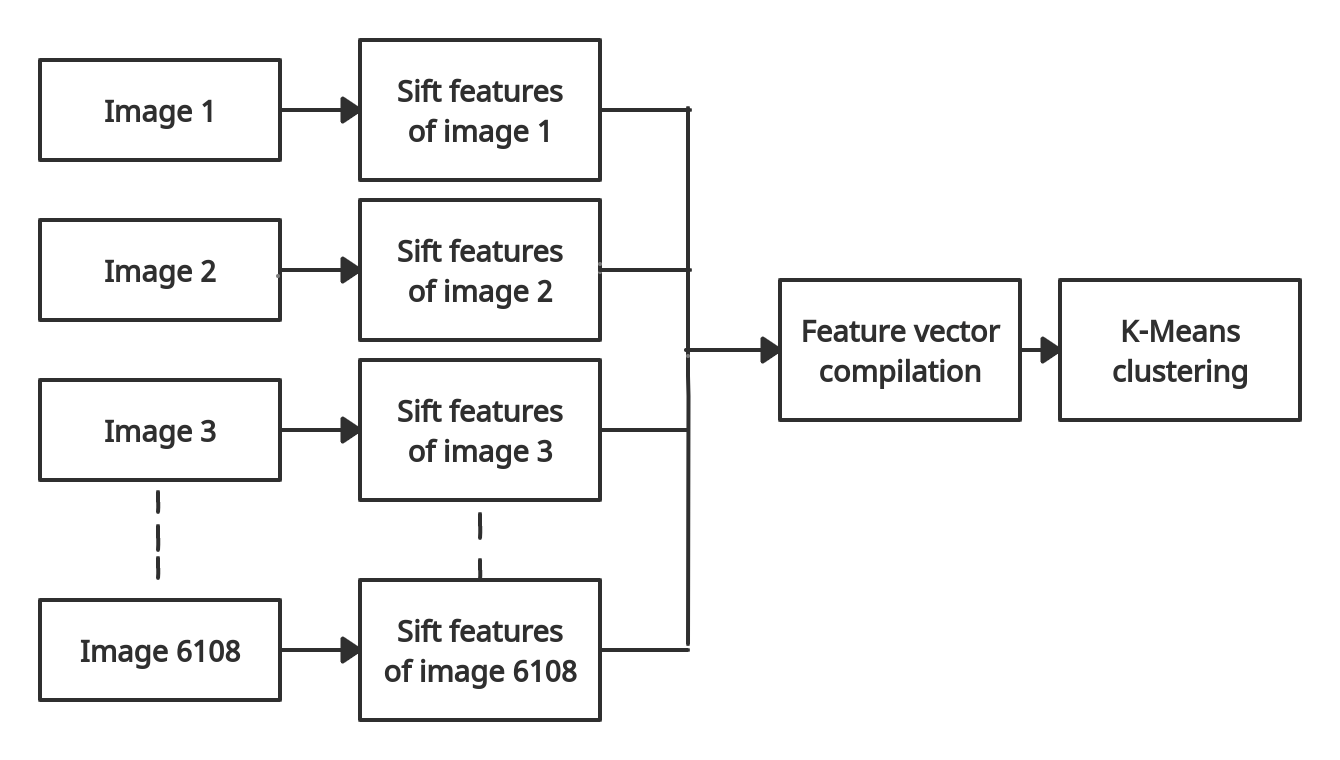 Image 1
Sift features
of image 1
Image 2
Sift features
of image 2
Image 3
Sift features
of image 3
Image 6108
Sift features
of image 6108
Feature vector
compilation
K-Means
clustering